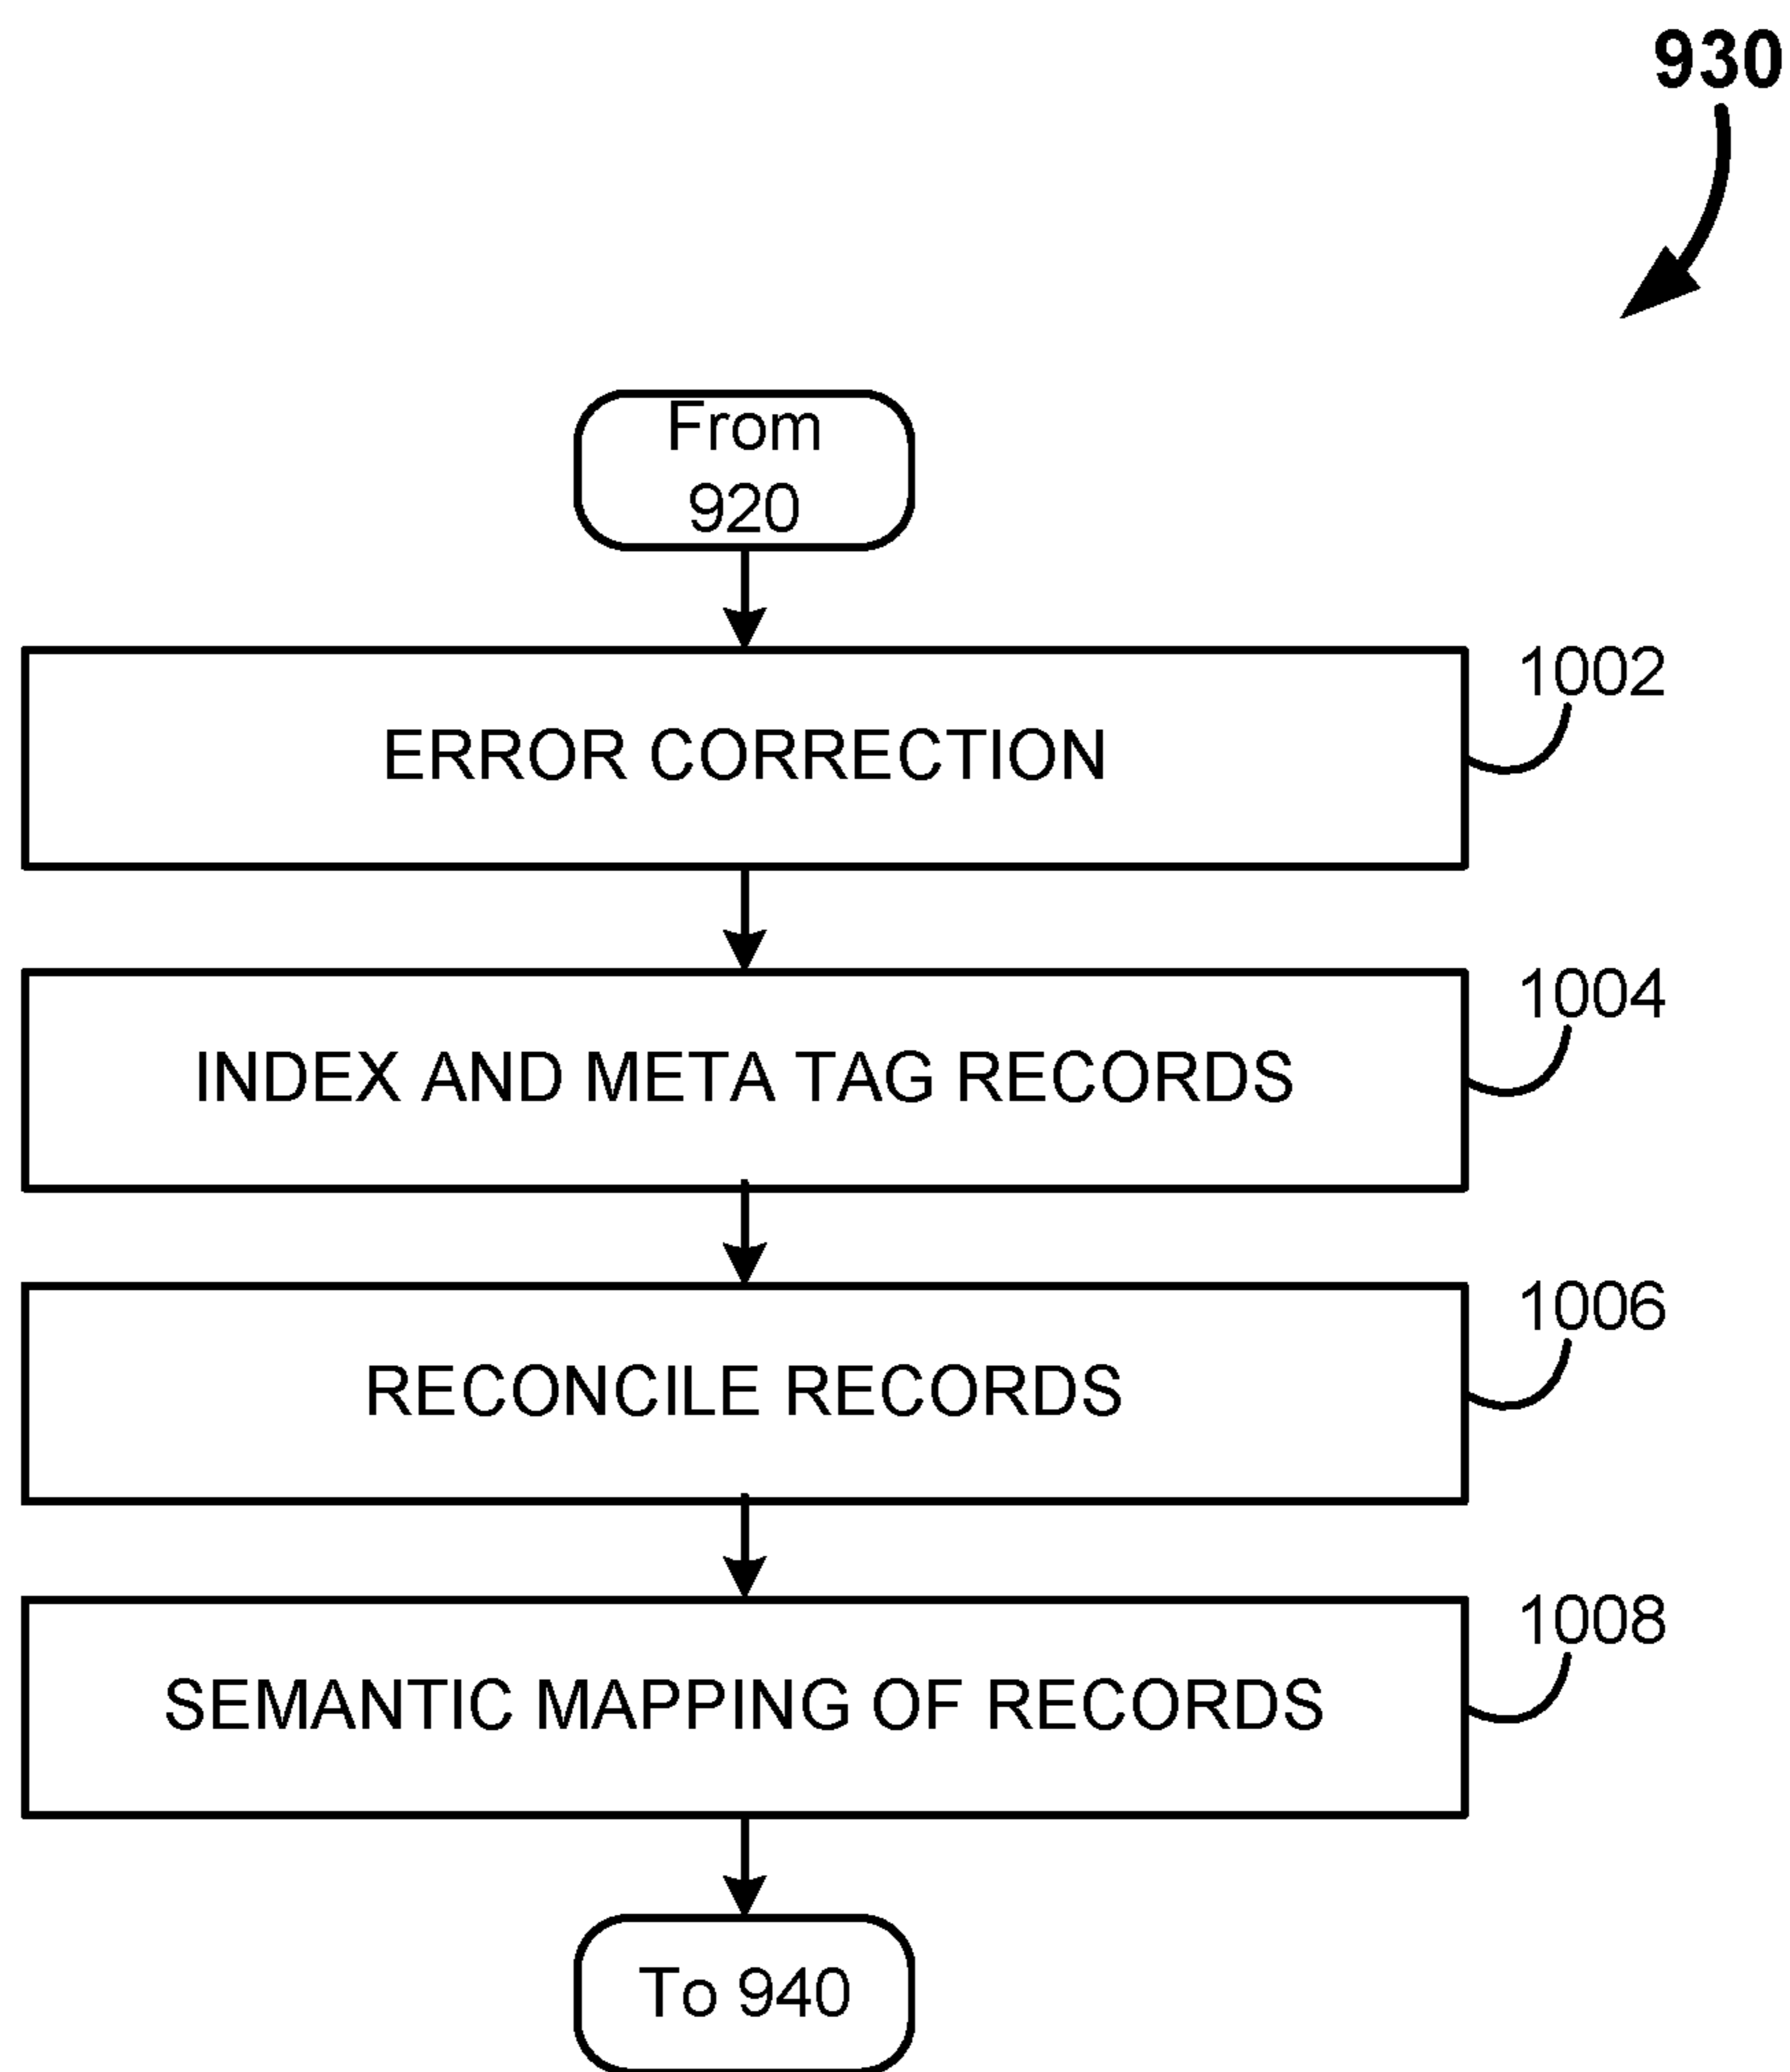 930
From
920
1002
ERROR CORRECTION
1004
INDEX AND META TAG RECORDS
1006
RECONCILE RECORDS
1008
SEMANTIC MAPPING OF RECORDS
To 940